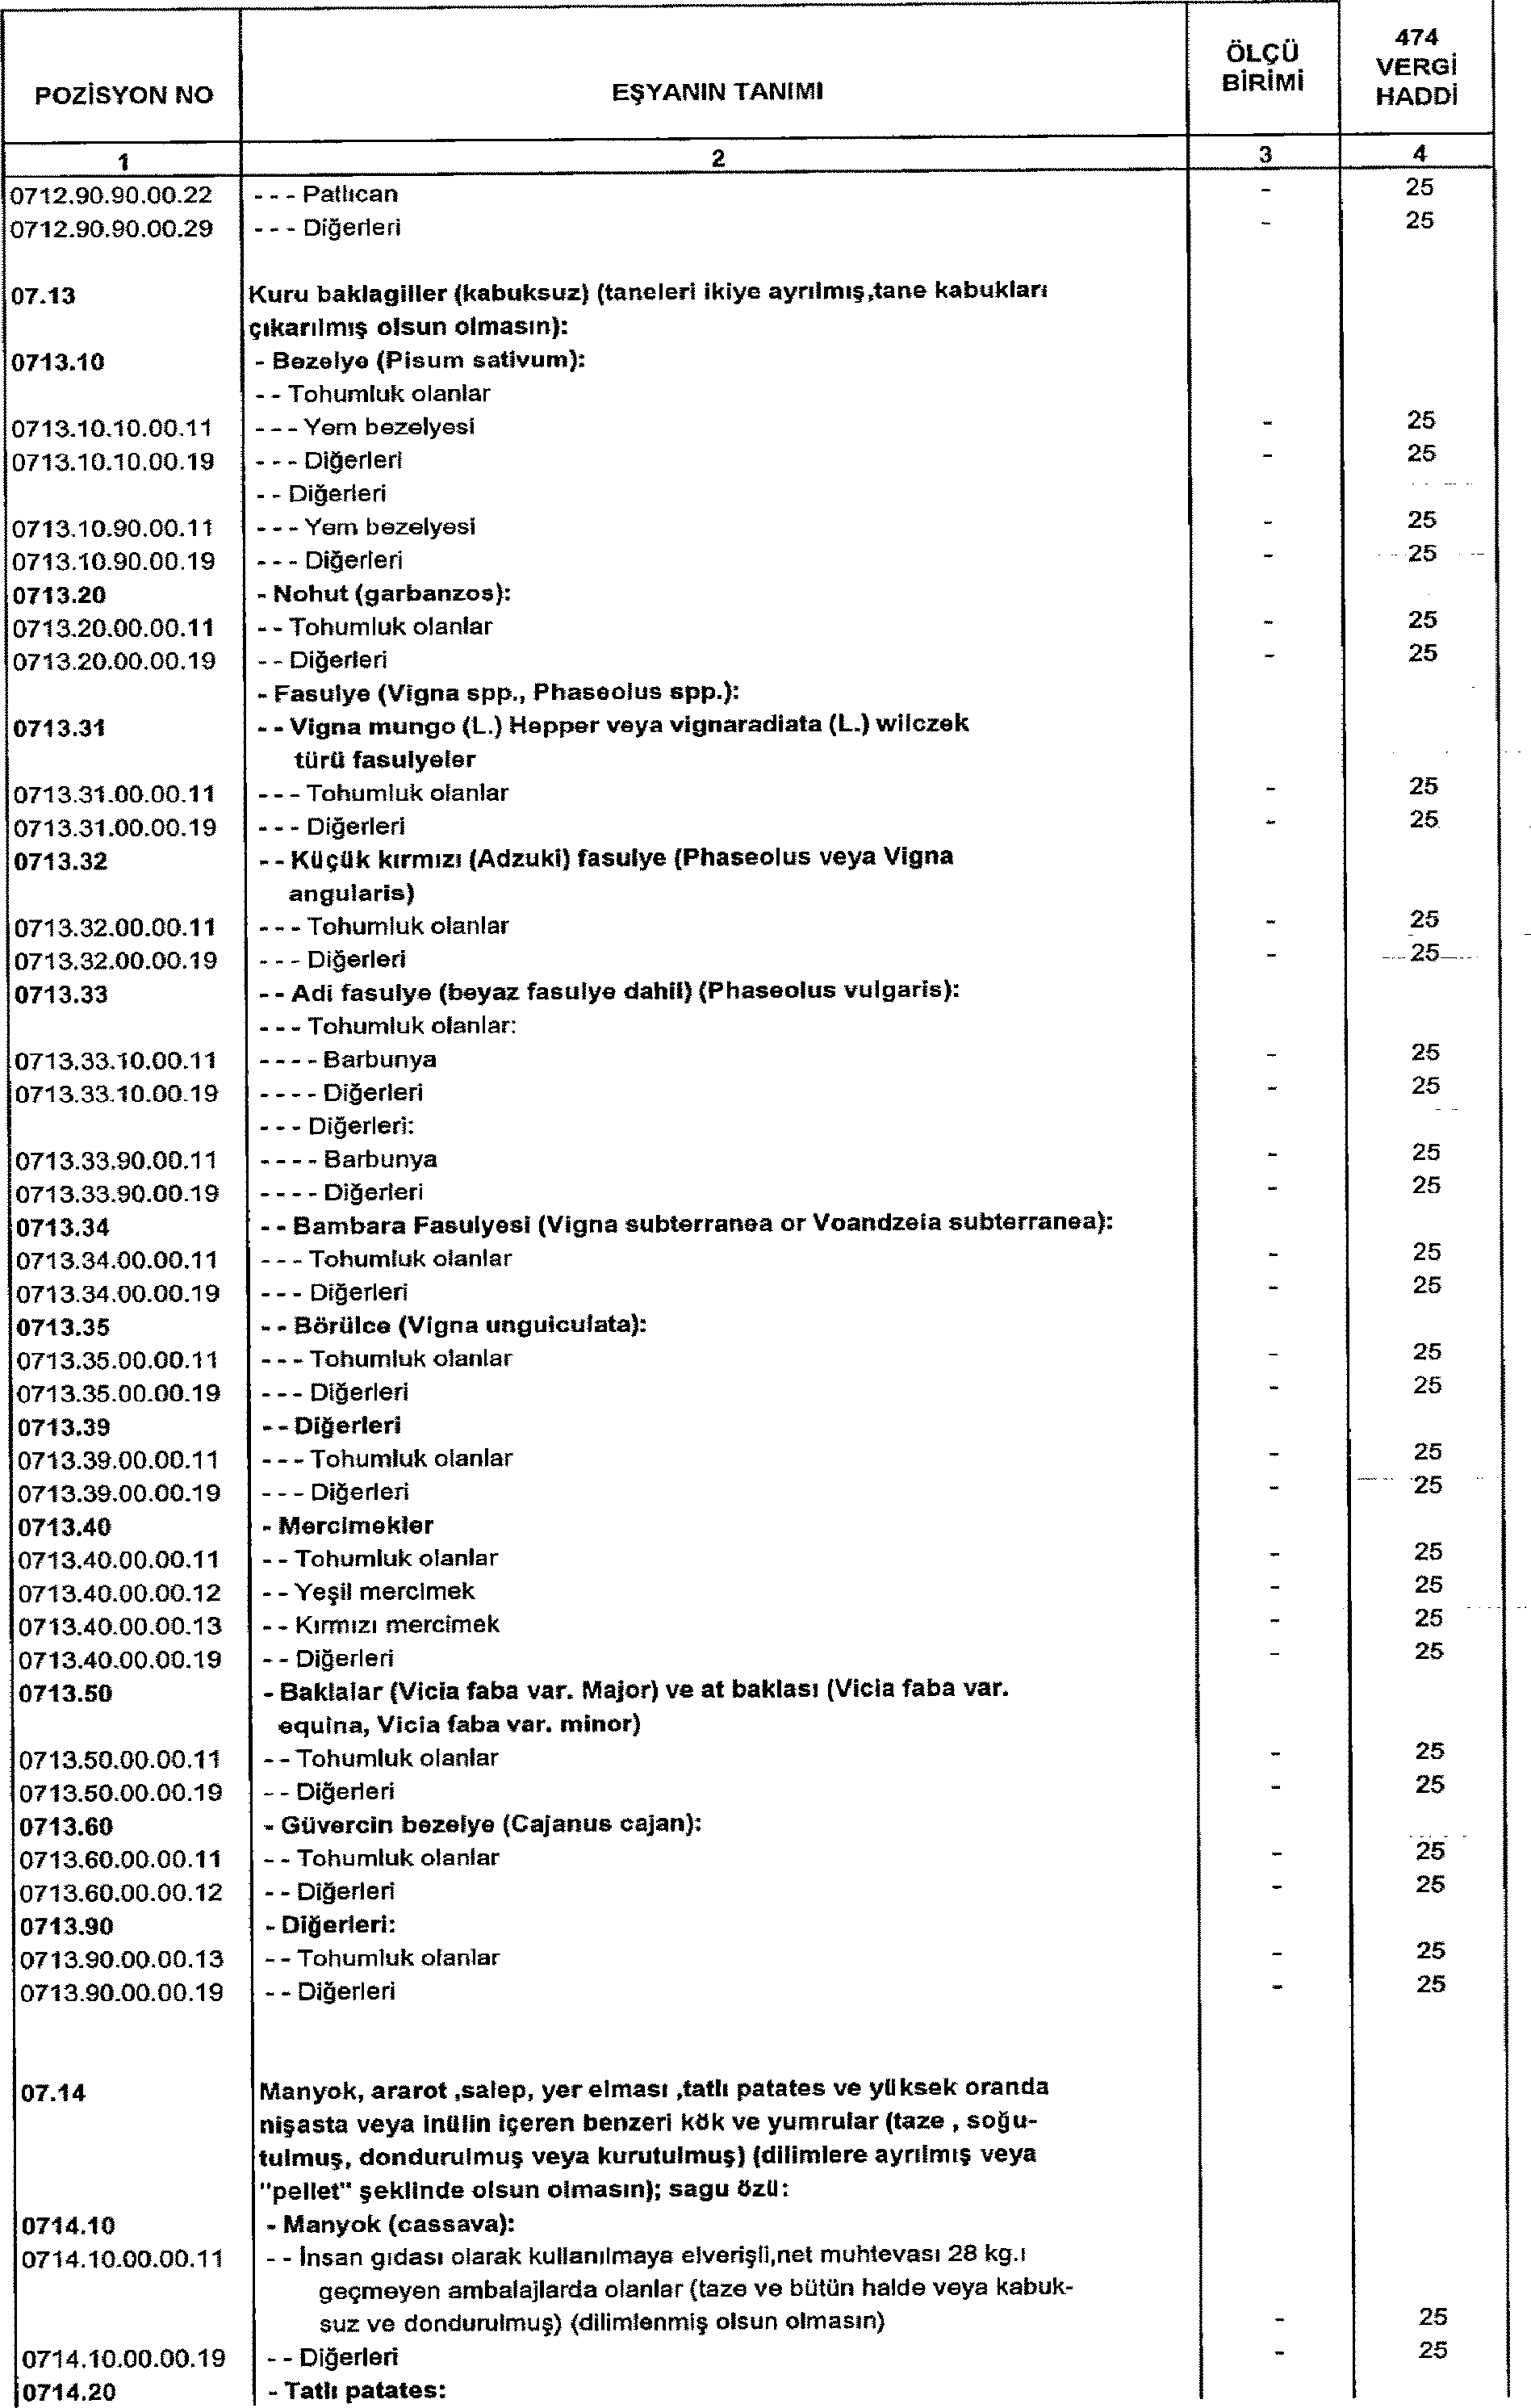 POZİSYON NO EŞYANIN TANIMI ÖLÇÜ BİRİMİ 474 VERGİ HADDİ
1 2 3 4
0712.90.90.00.22 - - - Patlıcan - 25
0712.90.90.00.29 - - - Diğerleri - 25
07.13 Kuru baklagiller (kabuksuz) (taneleri ikiye ayrılmış,tane kabukları
çıkarılmış olsun olmasın):
0713.10 - Bezelye (Pisum sativum):
- - Tohumluk olanlar
0713.10.10.00.11 - - - Yem bezelyesi - 25
0713.10.10.00.19 - - - Diğerleri - 25
- - Diğerleri
0713.10.90.00.11 - - - Yem bezelyesi - 25
0713.10.90.00.19 - - - Diğerleri - 25
0713.20 - Nohut (garbanzos):
0713.20.00.00.11 - - Tohumluk olanlar - 25
0713.20.00.00.19 - - Diğerleri - 25
- Fasulye (Vigna spp., Phaseolus spp.):
0713.31 - - Vigna mungo (L.) Hepper veya vignaradiata (L.) wilczek
türü fasulyeler
0713.31.00.00.11 - - - Tohumluk olanlar - 25
0713.31.00.00.19 - - - Diğerleri - 25
0713.32 - - Küçük kırmızı (Adzuki) fasulye (Phaseolus veya Vigna
angularis)
0713.32.00.00.11 - - - Tohumluk olanlar - 25
0713.32.00.00.19 - - - Diğerleri - 25
0713.33 - - Adi fasulye (beyaz fasulye dahil) (Phaseolus vulgaris):
- - - Tohumluk olanlar:
0713.33.10.00.11 - - - - Barbunya - 25
0713.33.10.00.19 - - - - Diğerleri - 25
- - - Diğerleri:
0713.33.90.00.11 - - - - Barbunya - 25
0713.33.90.00.19 - - - - Diğerleri - 25
0713.34 - - Bambara Fasulyesi (Vigna subterranea or Voandzeia subterranea):
0713.34.00.00.11 - - - Tohumluk olanlar - 25
0713.34.00.00.19 - - - Diğerleri - 25
0713.35 - - Börülce (Vigna unguiculata):
0713.35.00.00.11 - - - Tohumluk olanlar - 25
0713.35.00.00.19 - - - Diğerleri - 25
0713.39 - - Diğerleri
0713.39.00.00.11 - - - Tohumluk olanlar - 25
0713.39.00.00.19 - - - Diğerleri - 25
0713.40 - Mercimekler
0713.40.00.00.11 - - Tohumluk olanlar - 25
0713.40.00.00.12 - - Yeşil mercimek - 25
0713.40.00.00.13 - - Kırmızı mercimek - 25
0713.40.00.00.19 - - Diğerleri - 25
0713.50 - Baklalar (Vicia faba var. Major) ve at baklası (Vicia faba var.
equina, Vicia faba var. minor)
0713.50.00.00.11 - - Tohumluk olanlar - 25
0713.50.00.00.19 - - Diğerleri - 25
0713.60 - Güvercin bezelye (Cajanus cajan):
0713.60.00.00.11 - - Tohumluk olanlar - 25
0713.60.00.00.12 - - Diğerleri - 25
0713.90 - Diğerleri:
0713.90.00.00.13 - - Tohumluk olanlar - 25
0713.90.00.00.19 - - Diğerleri - 25
07.14 Manyok, ararot ,salep, yer elması ,tatlı patates ve yüksek oranda
nişasta veya inülin içeren benzeri kök ve yumrular (taze , soğu-
tulmuş, dondurulmuş veya kurutulmuş) (dilimlere ayrılmış veya
"pellet" şeklinde olsun olmasın); sagu özü:
0714.10 - Manyok (cassava):
0714.10.00.00.11 - - İnsan gıdası olarak kullanılmaya elverişli,net muhtevası 28 kg.ı
geçmeyen ambalajlarda olanlar (taze ve bütün halde veya kabuk-
suz ve dondurulmuş) (dilimlenmiş olsun olmasın) - 25
0714.10.00.00.19 - - Diğerleri - 25
0714.20 - Tatlı patates: